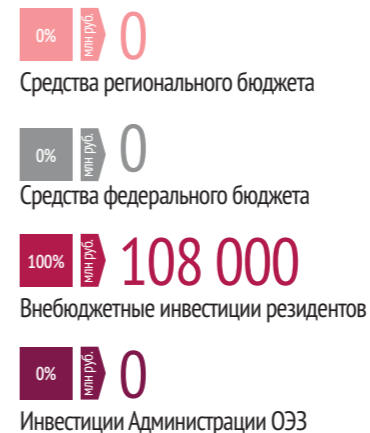 0% млн руб. 0
Средства регионального бюджета
0% млн руб. 0
Средства федерального бюджета
100% млн руб. 108 000
Внебюджетные инвестиции резидентов
0% млн руб. 0
Инвестиции Администрации ОЭЗ